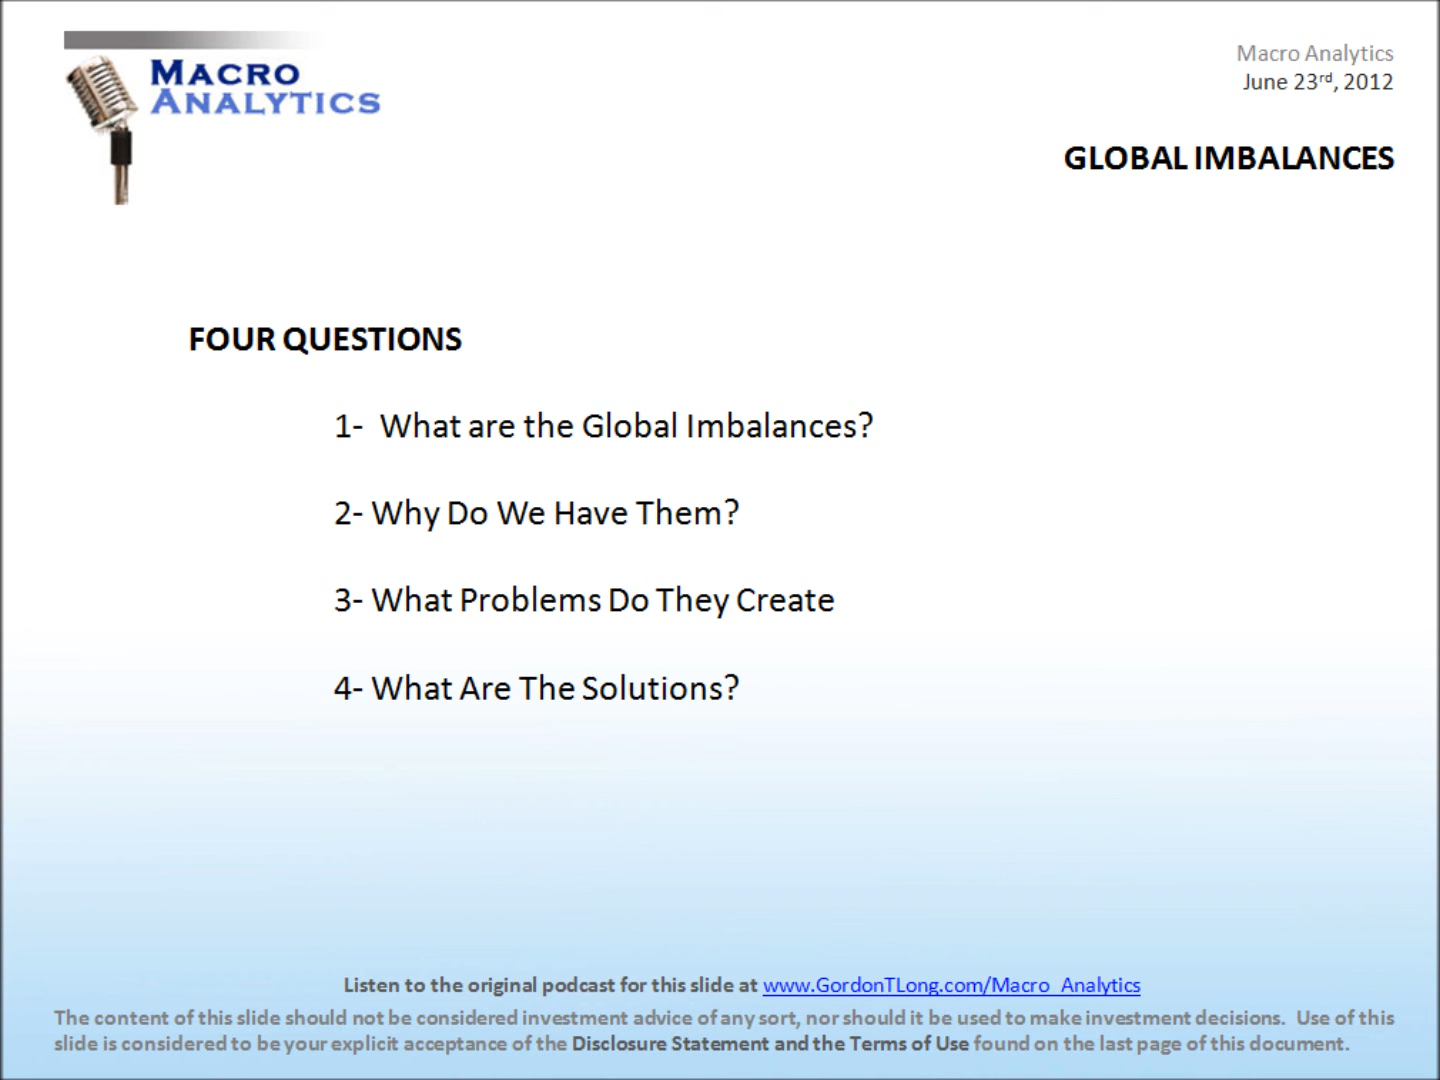 MACRO
ANALYTICS
Macro Analytics
June 23rd, 2012
GLOBAL IMBALANCES
FOUR QUESTIONS
1- What are the Global Imbalances?
2- Why Do We Have Them?
3- What Problems Do They Create
4- What Are The Solutions?
Listen to the original podcast for this slide at www.GordonTLong.com/Macro_Analytics
The content of this slide should not be considered investment advice of any sort, nor should it be used to make investment decisions. Use of this
slide is considered to be your explicit acceptance of the Disclosure Statement and the Terms of Use found on the last page of this document.